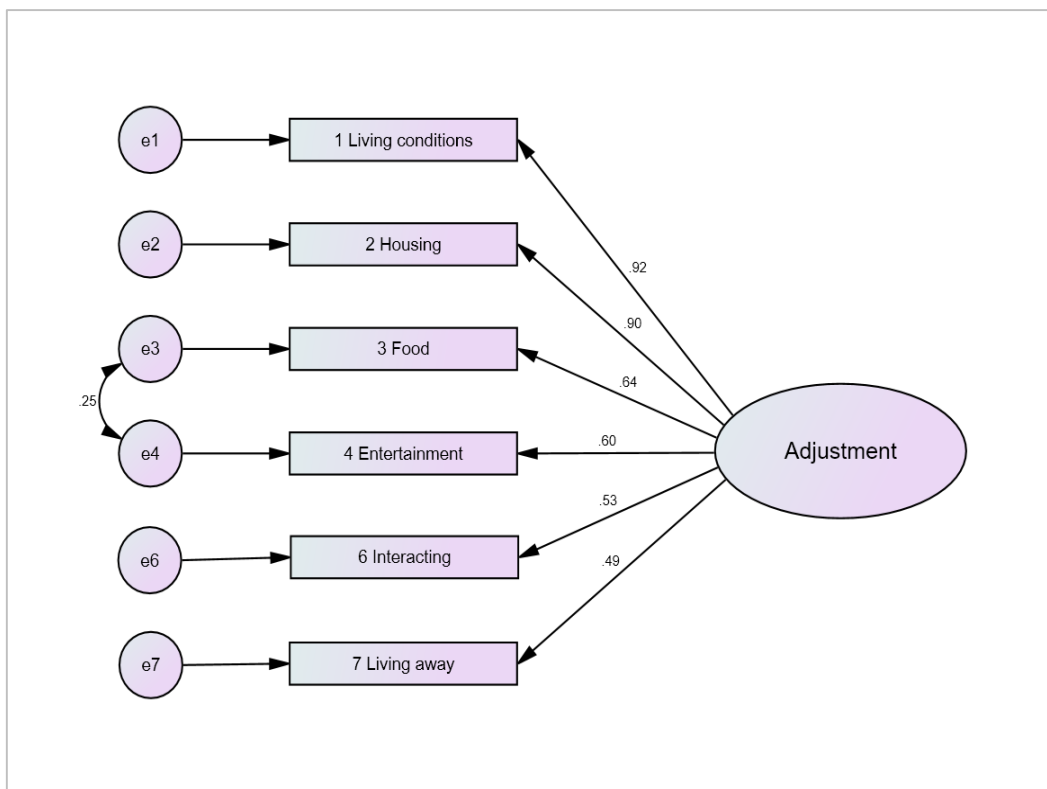 e1
1 Living conditions
e2
2 Housing
.92
.90
e3
3 Food
.64
.25
e4
4 Entertainment
.60
Adjustment
.53
e6
6 Interacting
.49
e7
7 Living away